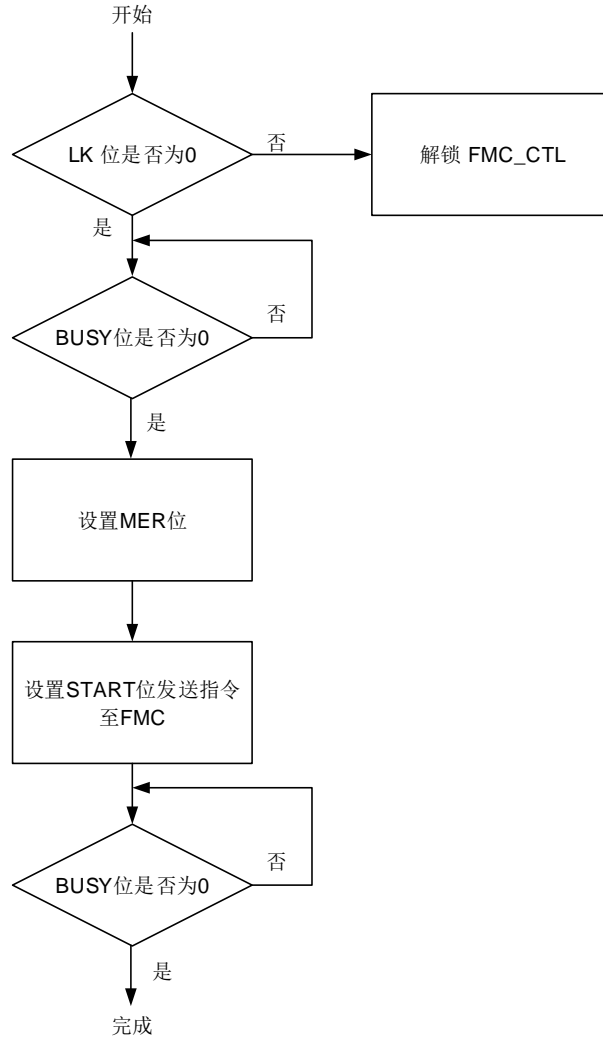 开始
LK 位是否为0
否
解锁 FMC_CTL
是
BUSY位是否为0
否
是
设置MER位
设置START位发送指令
至FMC
BUSY位是否为0
否
是
完成